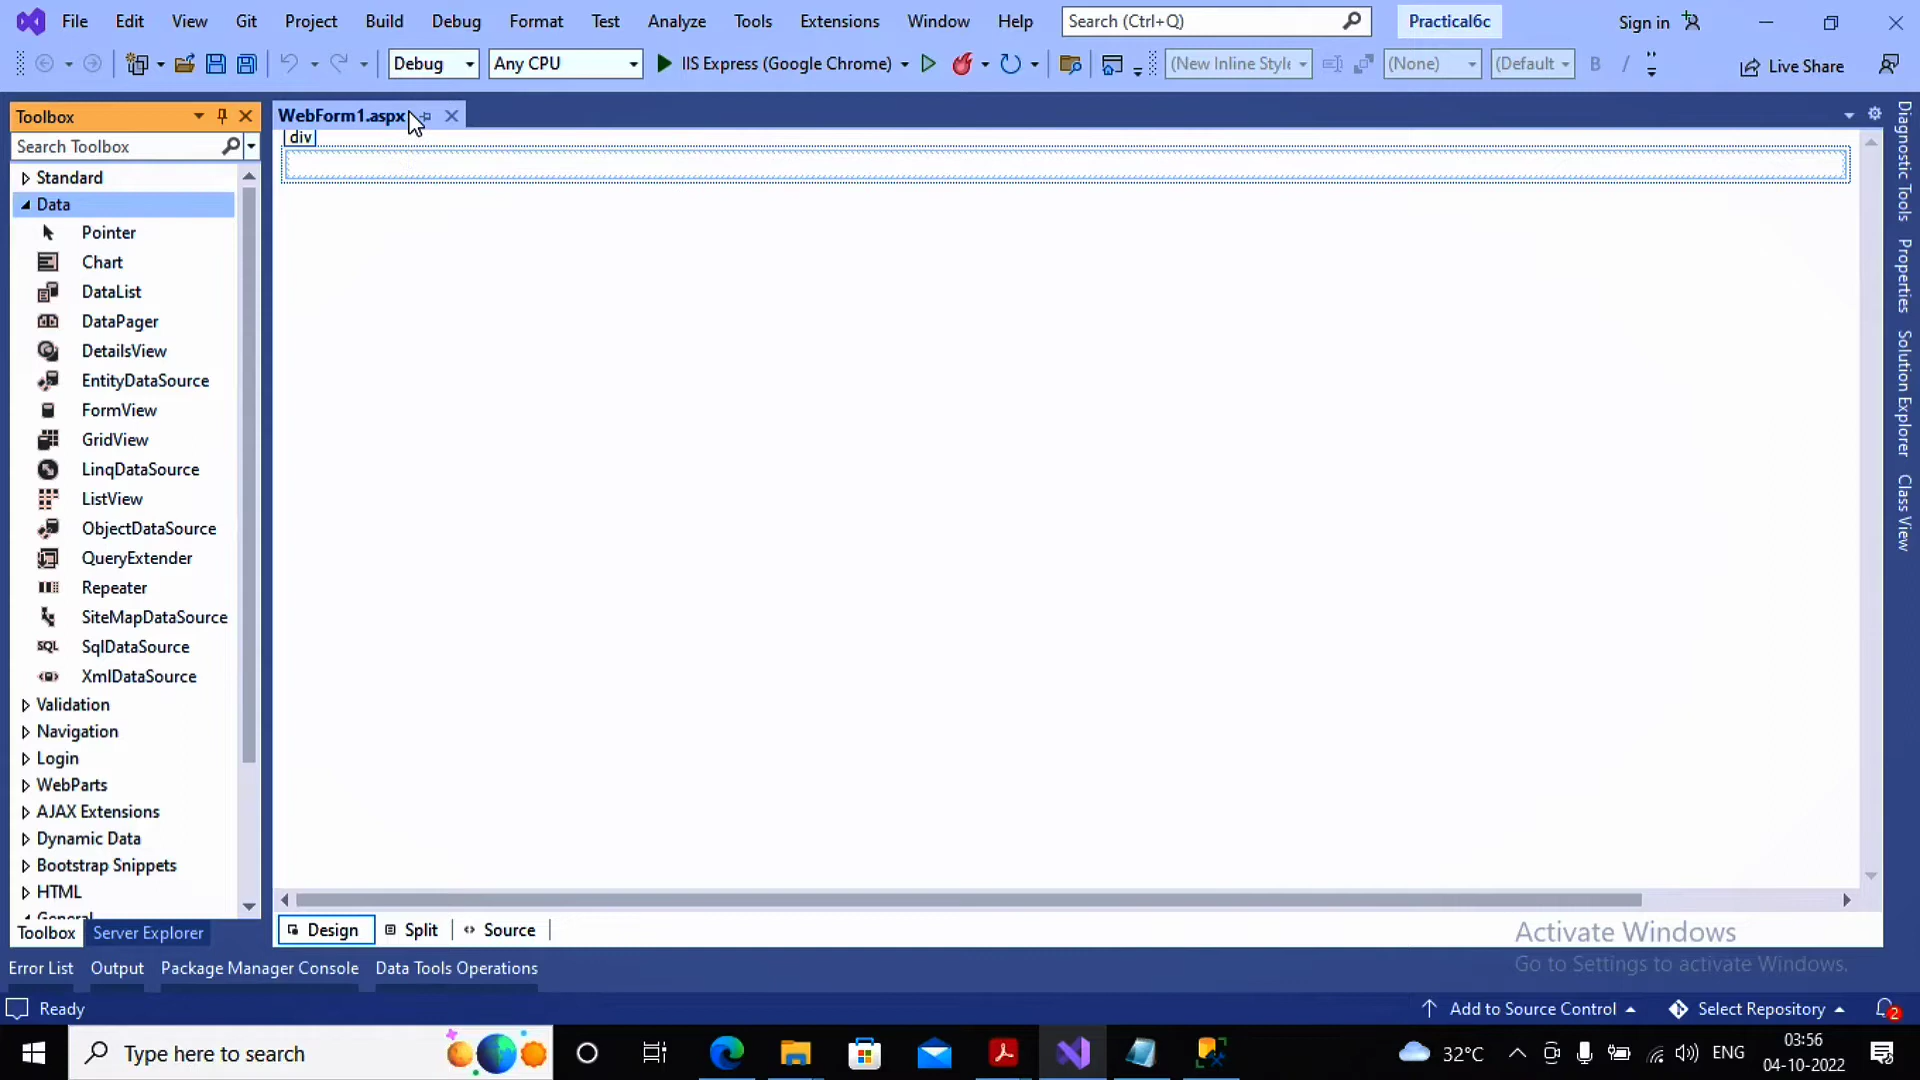 File Edit View Git Project Build Debug Format Test Analyze Tools Extensions Window Help Search (Ctrl+Q) Practical6c Sign in
Debug Any CPU IIS Express (Google Chrome) (New Inline Style (None) (Default B I Live Share
Toolbox
WebForm1.aspx
div
Search Toolbox
Standard
Data
Pointer
Chart
DataList
DataPager
DetailsView
EntityDataSource
FormView
GridView
LinqDataSource
ListView
ObjectDataSource
QueryExtender
Repeater
SiteMapDataSource
SQL SqlDataSource
XmlDataSource
Validation
Navigation
Login
WebParts
AJAX Extensions
Dynamic Data
Bootstrap Snippets
HTML
General
Diagnostic Tools
Properties
Solution Explorer
Class View
Toolbox Server Explorer
Design Split Source
Activate Windows
Go to Settings to activate Windows.
Error List Output Package Manager Console Data Tools Operations
Ready Add to Source Control Select Repository 2
Type here to search
32°C ENG
03:56
04-10-2022